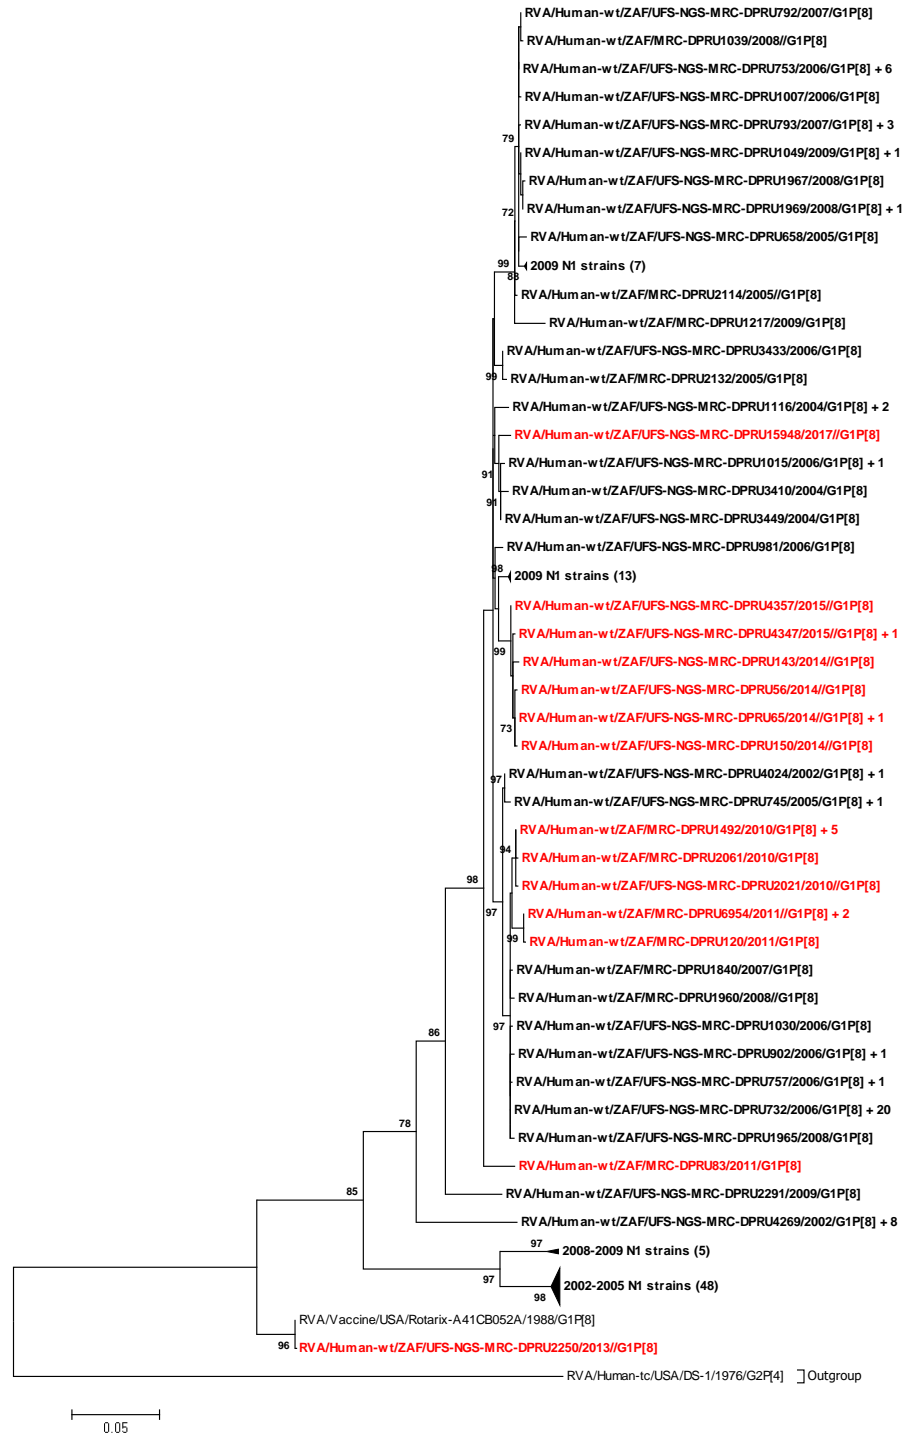 RVA/Human-wt/ZAF/UFS-NGS-MRC-DPRU792/2007/G1P[8]
RVA/Human-wt/ZAF/MRC-DPRU1039/2008//G1P[8]
RVA/Human-wt/ZAF/UFS-NGS-MRC-DPRU753/2006/G1P[8] + 6
RVA/Human-wt/ZAF/UFS-NGS-MRC-DPRU1007/2006/G1P[8]
RVA/Human-wt/ZAF/UFS-NGS-MRC-DPRU793/2007/G1P[8] + 3
79
RVA/Human-wt/ZAF/UFS-NGS-MRC-DPRU1049/2009/G1P[8] + 1
RVA/Human-wt/ZAF/UFS-NGS-MRC-DPRU1967/2008/G1P[8]
72
RVA/Human-wt/ZAF/UFS-NGS-MRC-DPRU1969/2008/G1P[8] + 1
RVA/Human-wt/ZAF/UFS-NGS-MRC-DPRU658/2005/G1P[8]
99
2009 N1 strains (7)
88
RVA/Human-wt/ZAF/MRC-DPRU2114/2005//G1P[8]
RVA/Human-wt/ZAF/MRC-DPRU1217/2009/G1P[8]
RVA/Human-wt/ZAF/UFS-NGS-MRC-DPRU3433/2006/G1P[8]
99
RVA/Human-wt/ZAF/MRC-DPRU2132/2005/G1P[8]
RVA/Human-wt/ZAF/UFS-NGS-MRC-DPRU1116/2004/G1P[8] + 2
RVA/Human-wt/ZAF/UFS-NGS-MRC-DPRU15948/2017//G1P[8]
RVA/Human-wt/ZAF/UFS-NGS-MRC-DPRU1015/2006/G1P[8] + 1
91
RVA/Human-wt/ZAF/UFS-NGS-MRC-DPRU3410/2004/G1P[8]
91
RVA/Human-wt/ZAF/UFS-NGS-MRC-DPRU3449/2004/G1P[8]
RVA/Human-wt/ZAF/UFS-NGS-MRC-DPRU981/2006/G1P[8]
98
2009 N1 strains (13)
RVA/Human-wt/ZAF/UFS-NGS-MRC-DPRU4357/2015//G1P[8]
RVA/Human-wt/ZAF/UFS-NGS-MRC-DPRU4347/2015//G1P[8] + 1
99
RVA/Human-wt/ZAF/UFS-NGS-MRC-DPRU143/2014//G1P[8]
RVA/Human-wt/ZAF/UFS-NGS-MRC-DPRU56/2014//G1P[8]
RVA/Human-wt/ZAF/UFS-NGS-MRC-DPRU65/2014//G1P[8] + 1
73
RVA/Human-wt/ZAF/UFS-NGS-MRC-DPRU150/2014//G1P[8]
97
RVA/Human-wt/ZAF/UFS-NGS-MRC-DPRU4024/2002/G1P[8] + 1
RVA/Human-wt/ZAF/UFS-NGS-MRC-DPRU745/2005/G1P[8] + 1
RVA/Human-wt/ZAF/MRC-DPRU1492/2010/G1P[8] + 5
94
RVA/Human-wt/ZAF/MRC-DPRU2061/2010/G1P[8]
98
RVA/Human-wt/ZAF/UFS-NGS-MRC-DPRU2021/2010//G1P[8]
97
RVA/Human-wt/ZAF/MRC-DPRU6954/2011//G1P[8] + 2
99
RVA/Human-wt/ZAF/MRC-DPRU120/2011/G1P[8]
RVA/Human-wt/ZAF/MRC-DPRU1840/2007/G1P[8]
RVA/Human-wt/ZAF/MRC-DPRU1960/2008//G1P[8]
97
RVA/Human-wt/ZAF/UFS-NGS-MRC-DPRU1030/2006/G1P[8]
86
RVA/Human-wt/ZAF/UFS-NGS-MRC-DPRU902/2006/G1P[8] + 1
RVA/Human-wt/ZAF/UFS-NGS-MRC-DPRU757/2006/G1P[8] + 1
RVA/Human-wt/ZAF/UFS-NGS-MRC-DPRU732/2006/G1P[8] + 20
78
RVA/Human-wt/ZAF/UFS-NGS-MRC-DPRU1965/2008/G1P[8]
RVA/Human-wt/ZAF/MRC-DPRU83/2011/G1P[8]
85
RVA/Human-wt/ZAF/UFS-NGS-MRC-DPRU2291/2009/G1P[8]
RVA/Human-wt/ZAF/UFS-NGS-MRC-DPRU4269/2002/G1P[8] + 8
97
2008-2009 N1 strains (5)
97
2002-2005 N1 strains (48)
98
RVA/Vaccine/USA/Rotarix-A41CB052A/1988/G1P[8]
96
RVA/Human-wt/ZAF/UFS-NGS-MRC-DPRU2250/2013//G1P[8]
RVA/Human-tc/USA/DS-1/1976/G2P[4] Outgroup
0.05